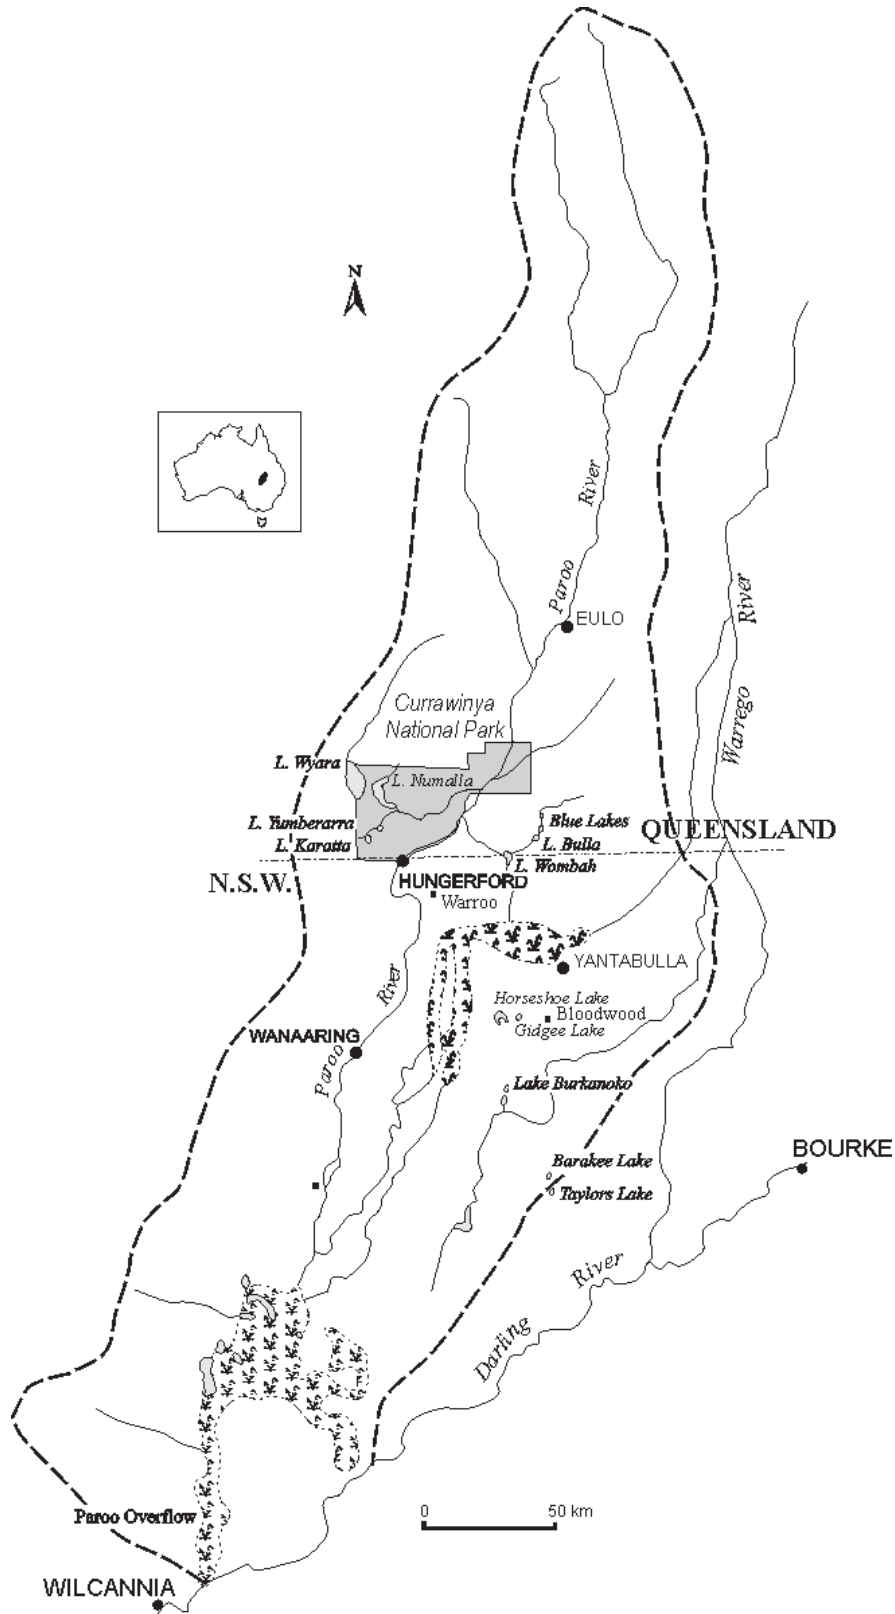 N
River
Paroo
EULO
River
Warrego
Currawinya
National Park
L. Wyara
L. Numalla
L. Yumberarra
L. Karatta
Blue Lakes
QUEENSLAND
L. Bulla
L. Wombah
N.S.W.
HUNGERFORD
Warroo
YANTABULLA
River
Horseshoe Lake
Bloodwood
Gidgee Lake
WANAARING
Paroo
Lake Burkanoko
BOURKE
Barakee Lake
Taylors Lake
River
Darling
0 50 km
Paroo Overflow
WILCANNIA